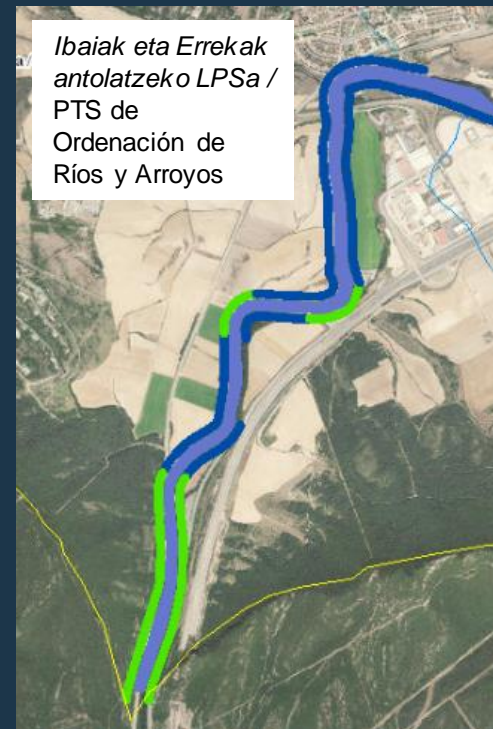 Ibaiak eta Errekak
antolatzeko LPSa /
PTS de
Ordenación de
Ríos y Arroyos